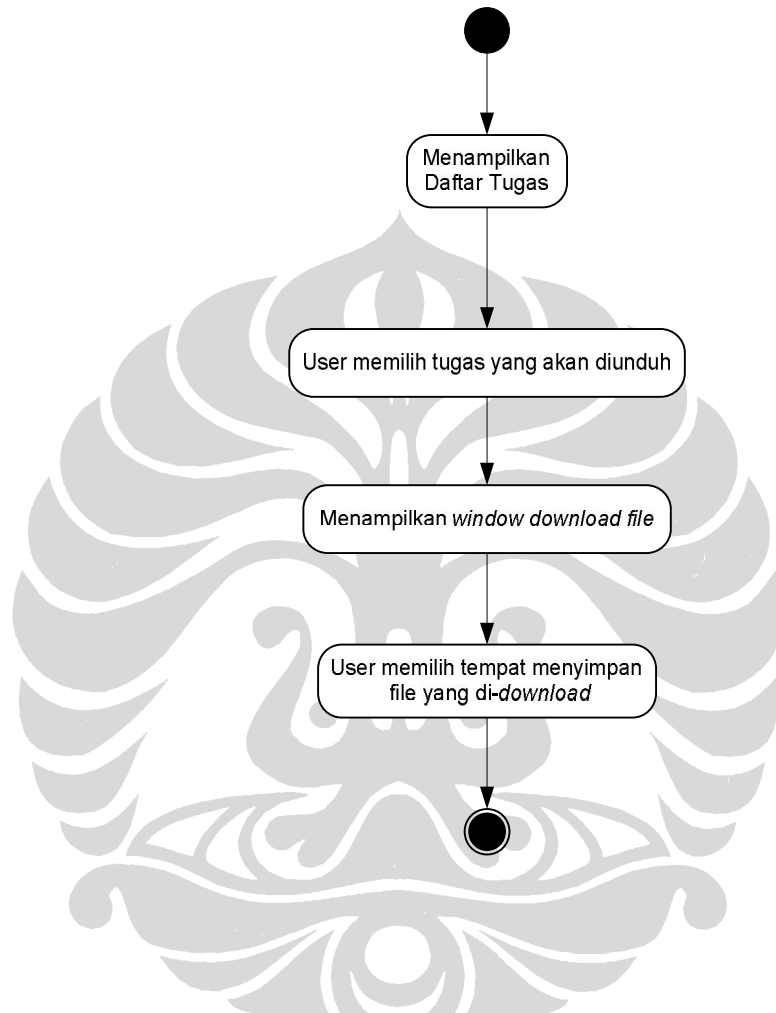 Menampilkan
Daftar Tugas
User memilih tugas yang akan diunduh
Menampilkan window download file
User memilih tempat menyimpan
file yang di-download